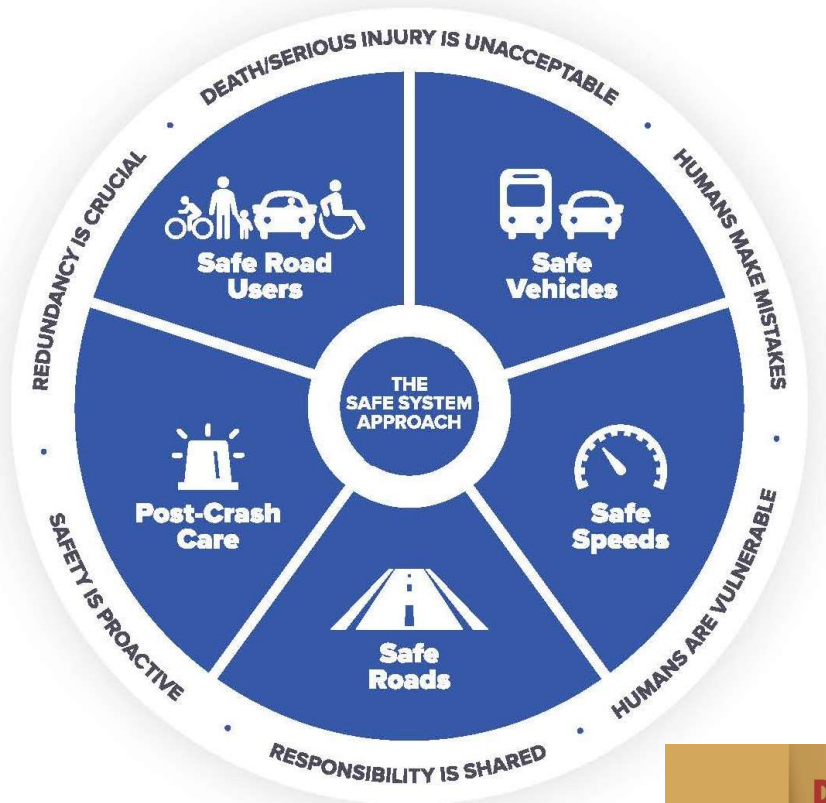 DEATH/SERIOUS INJURY IS UNACCEPTABLE
HUMANS MAKE MISTAKES
HUMANS ARE VULNERABLE
RESPONSIBILITY IS SHARED
SAFETY IS PROACTIVE
REDUNDANCY IS CRUCIAL
Safe Road
Users
Safe
Vehicles
THE
SAFE SYSTEM
APPROACH
Post-Crash
Care
Safe
Speeds
Safe
Roads